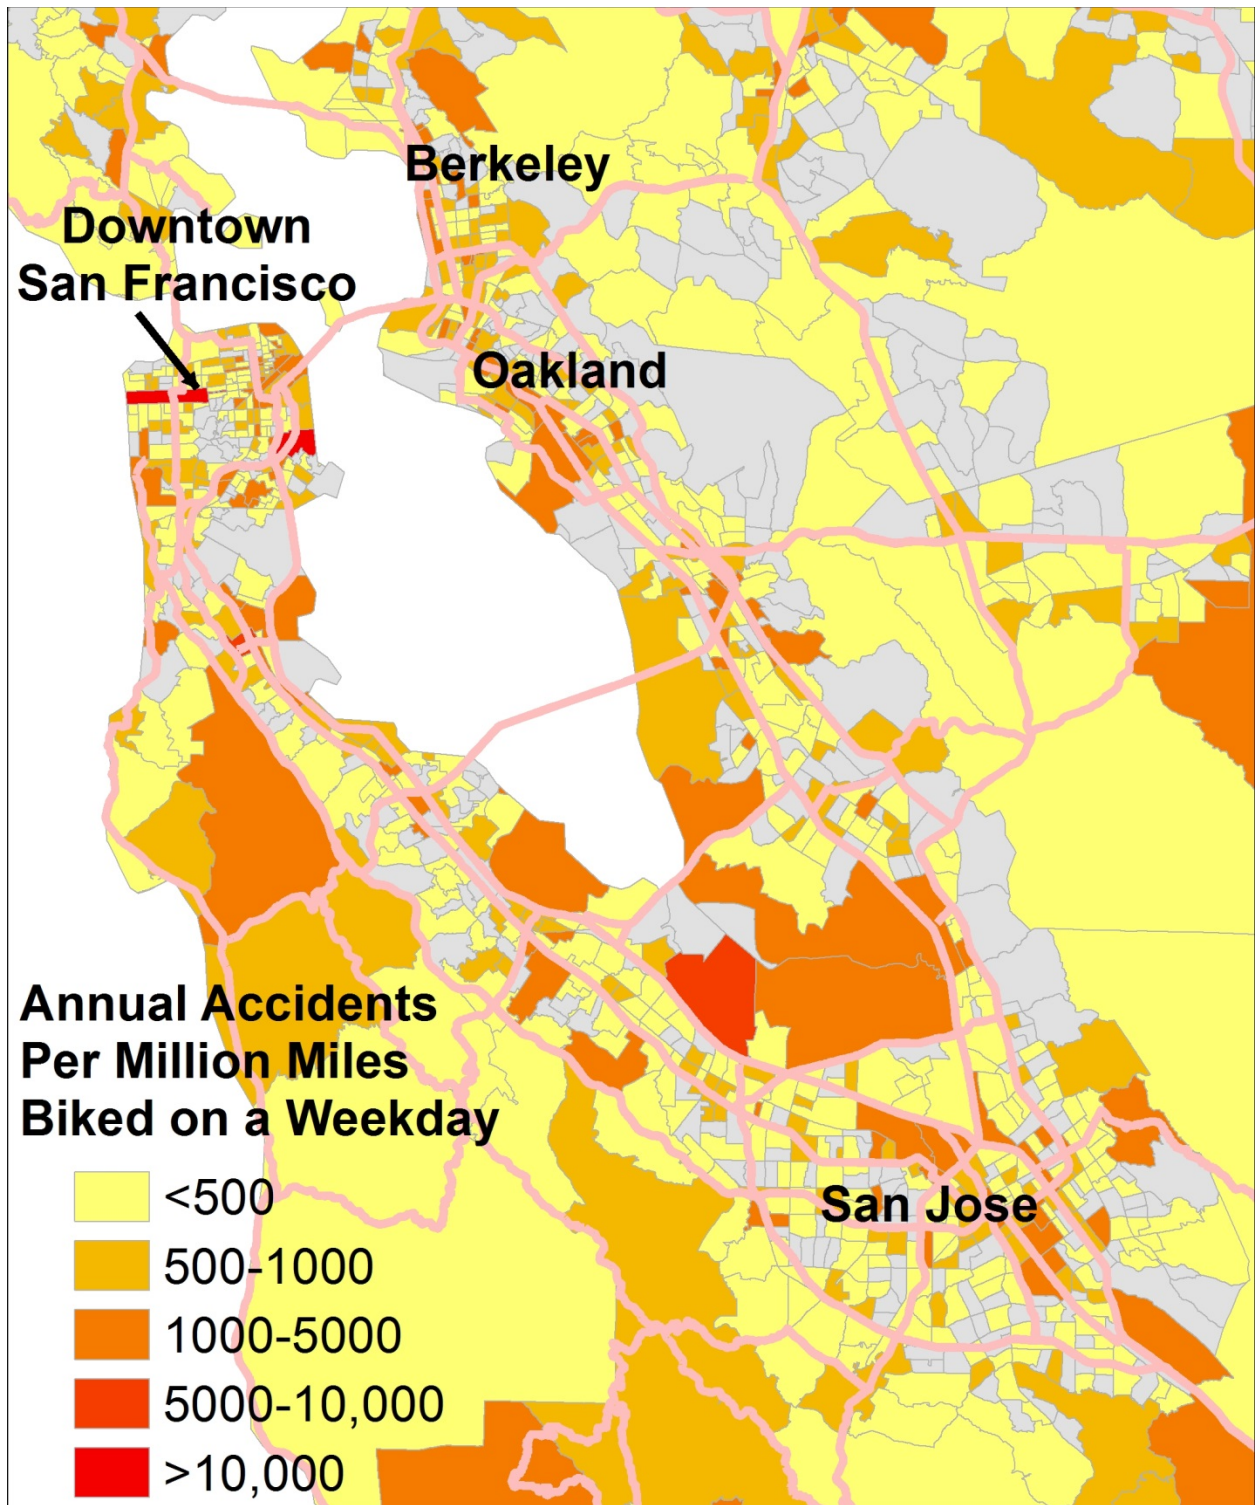 Berkeley
Downtown
San Francisco
Oakland
Annual Accidents
Per Million Miles
Biked on a Weekday
<500
500-1000
1000-5000
5000-10,000
>10,000
San Jose